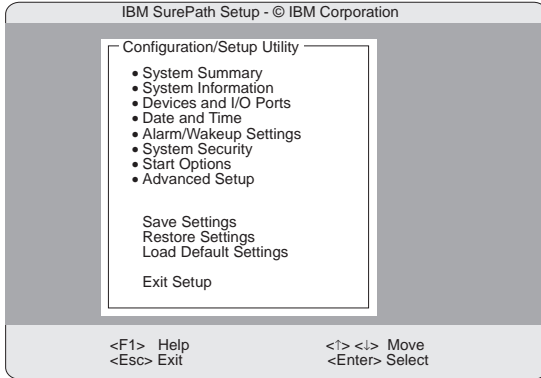 IBM SurePath Setup - © IBM Corporation
Configuration/Setup Utility
• System Summary
• System Information
• Devices and I/O Ports
• Date and Time
• Alarm/Wakeup Settings
• System Security
• Start Options
• Advanced Setup
Save Settings
Restore Settings
Load Default Settings
Exit Setup
<F1> Help <↑> <↓> Move
<Esc> Exit <Enter> Select